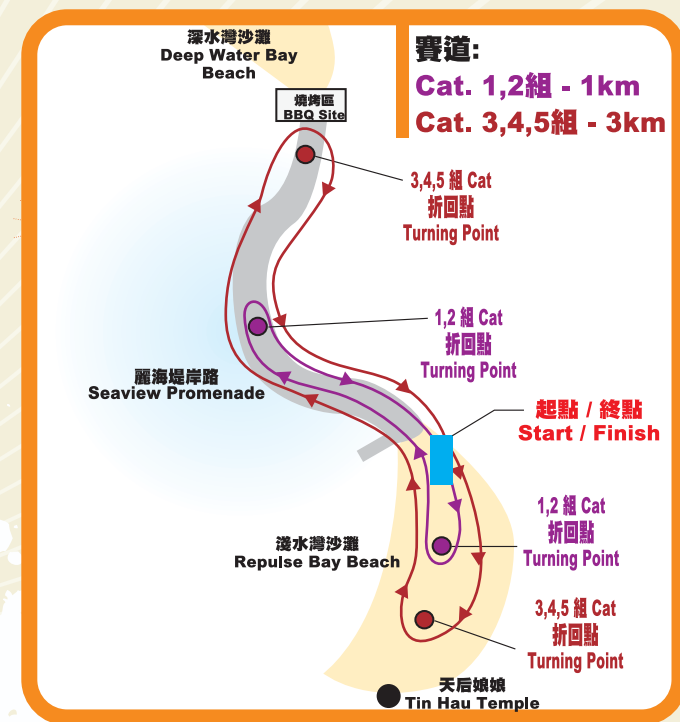 深水灣沙灘
Deep Water Bay
Beach
賽道:
Cat. 1,2組 - 1km
Cat. 3,4,5組 - 3km
燒烤區
BBQ Site
3,4,5 組 Cat
折回點
Turning Point
1,2 組 Cat
折回點
Turning Point
麗海堤岸路
Seaview Promenade
起點 / 終點
Start / Finish
1,2 組 Cat
折回點
Turning Point
淺水灣沙灘
Repulse Bay Beach
3,4,5 組 Cat
折回點
Turning Point
天后娘娘
Tin Hau Temple